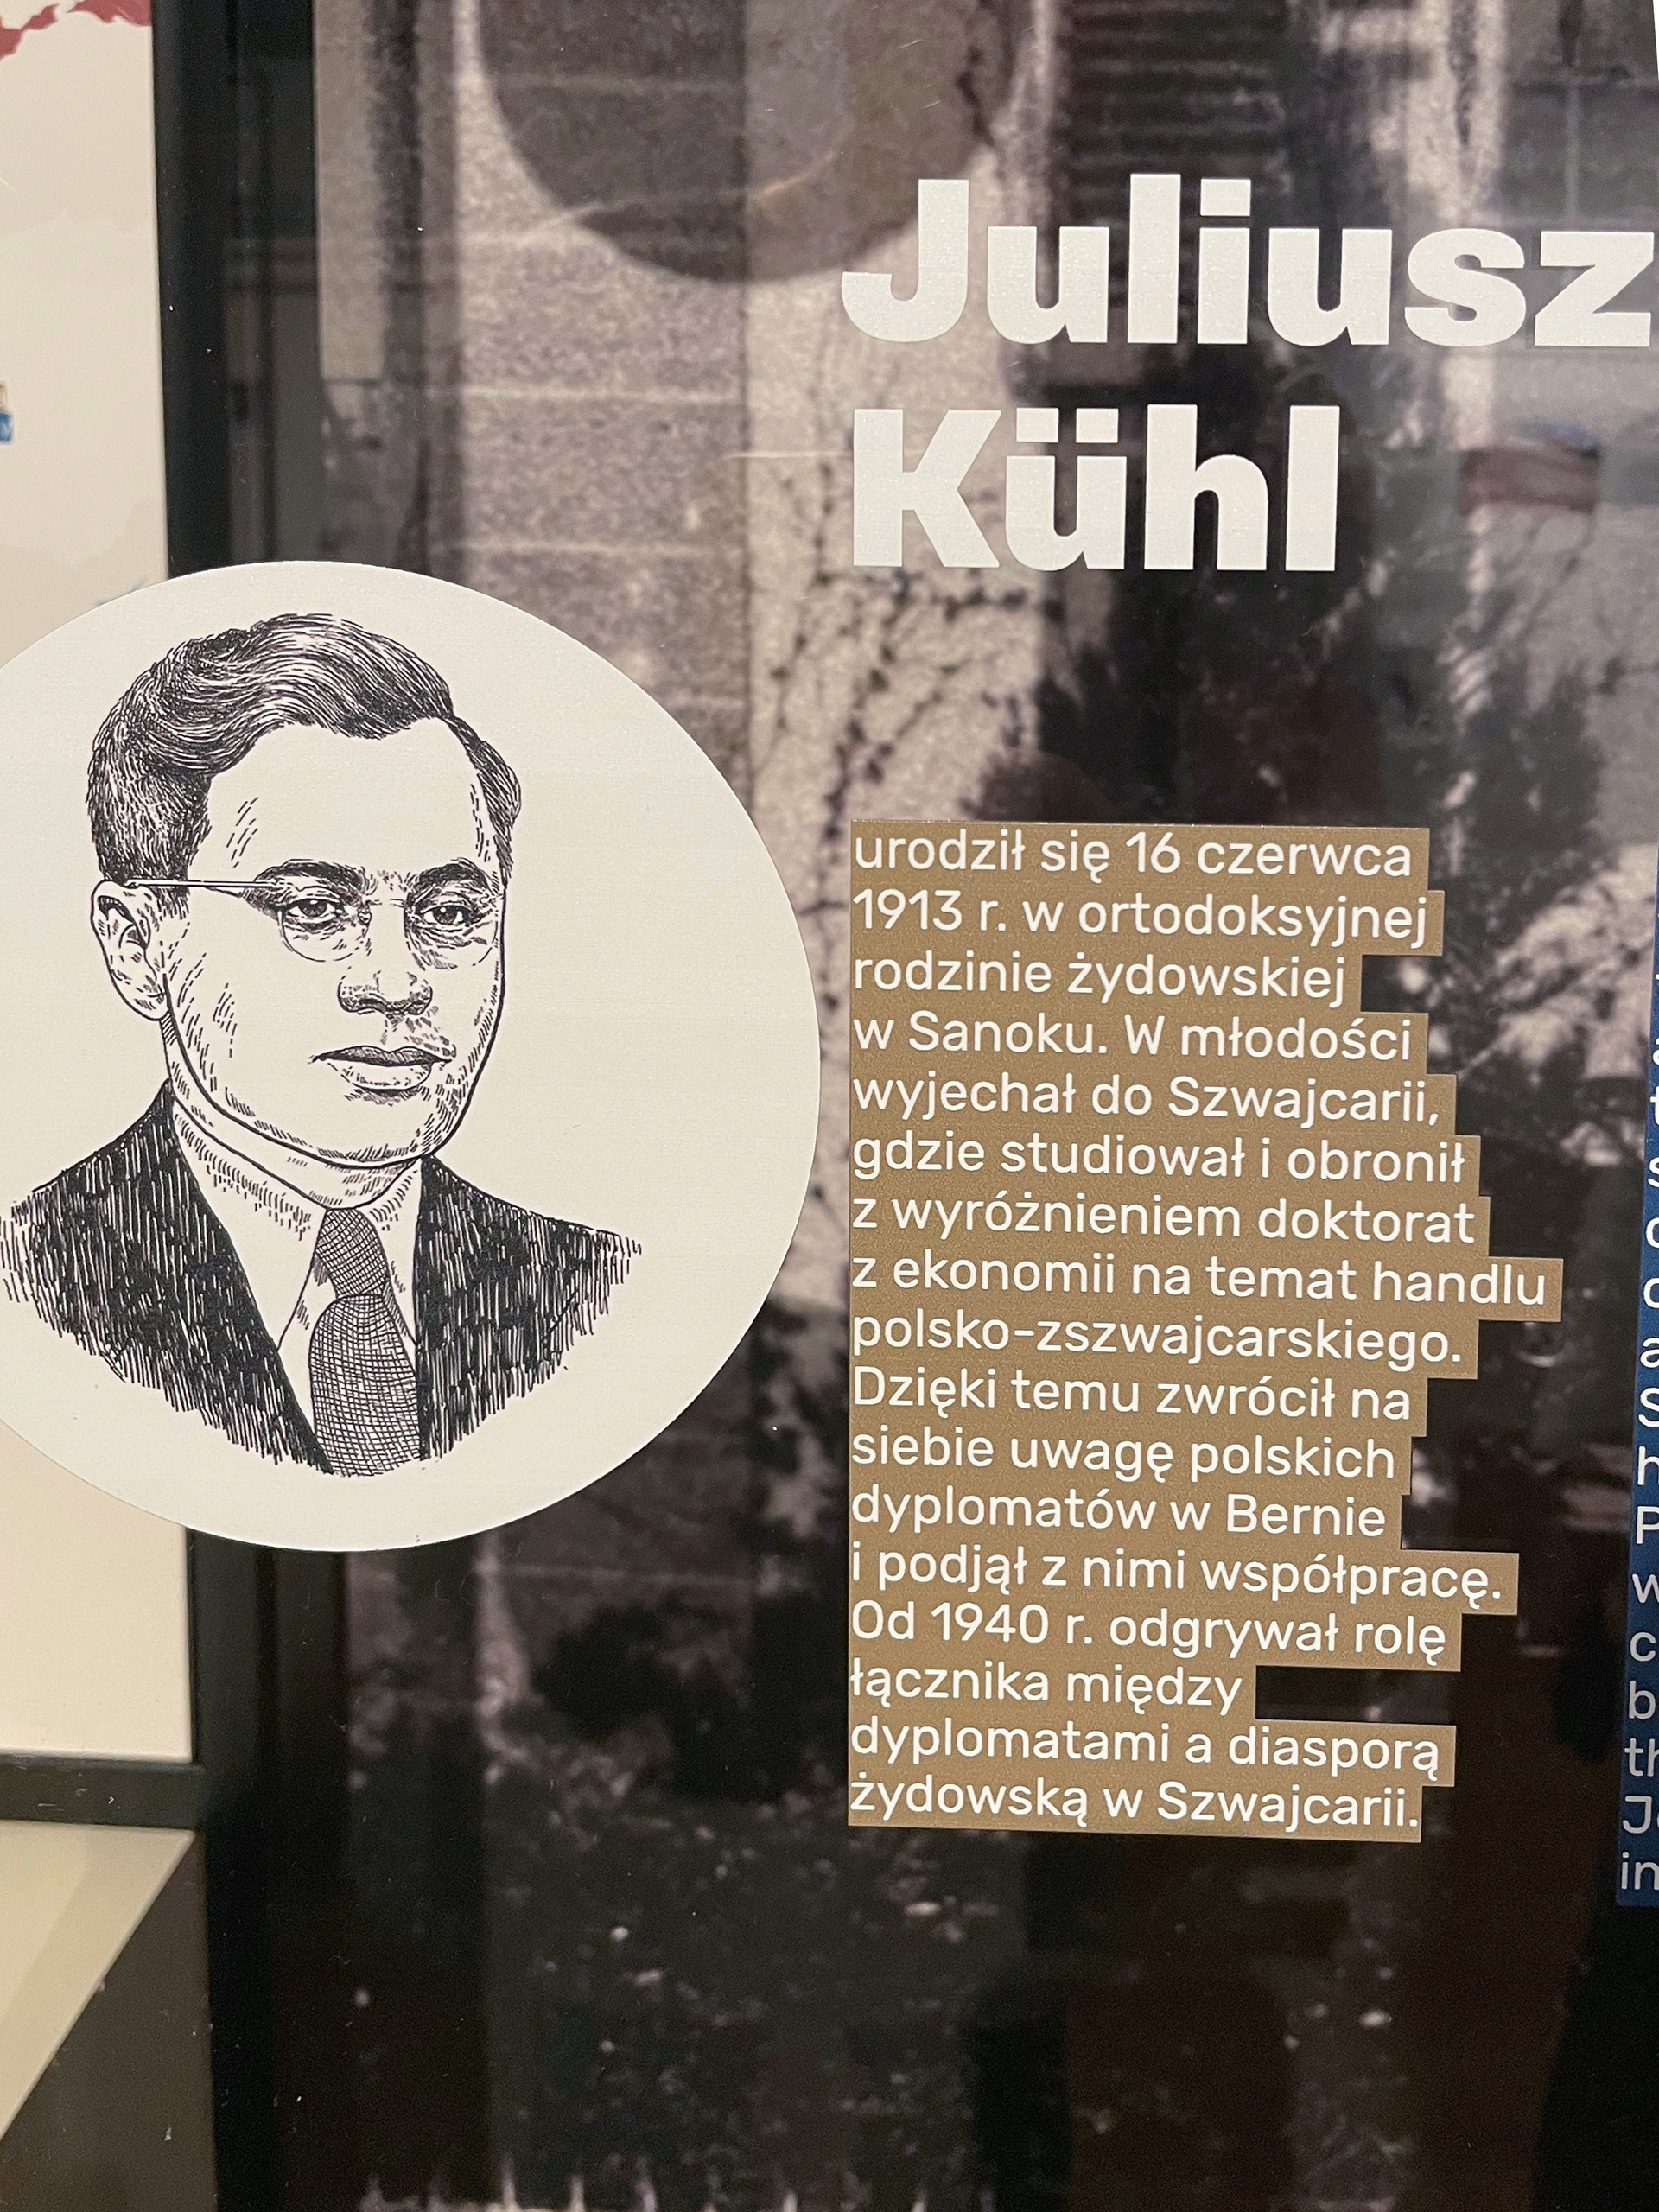 Juliusz
Kühl
urodził się 16 czerwca
1913 r. w ortodoksyjnej
rodzinie żydowskiej
w Sanoku. W młodości
wyjechał do Szwajcarii,
gdzie studiował i obronił
z wyróżnieniem doktorat
z ekonomii na temat handlu
polsko-zszwajcarskiego.
Dzięki temu zwrócił na
siebie uwagę polskich
dyplomatów w Bernie
i podjął z nimi współpracę.
Od 1940 r. odgrywał rolę
łącznika między
dyplomatami a diasporą
żydowską w Szwajcarii.